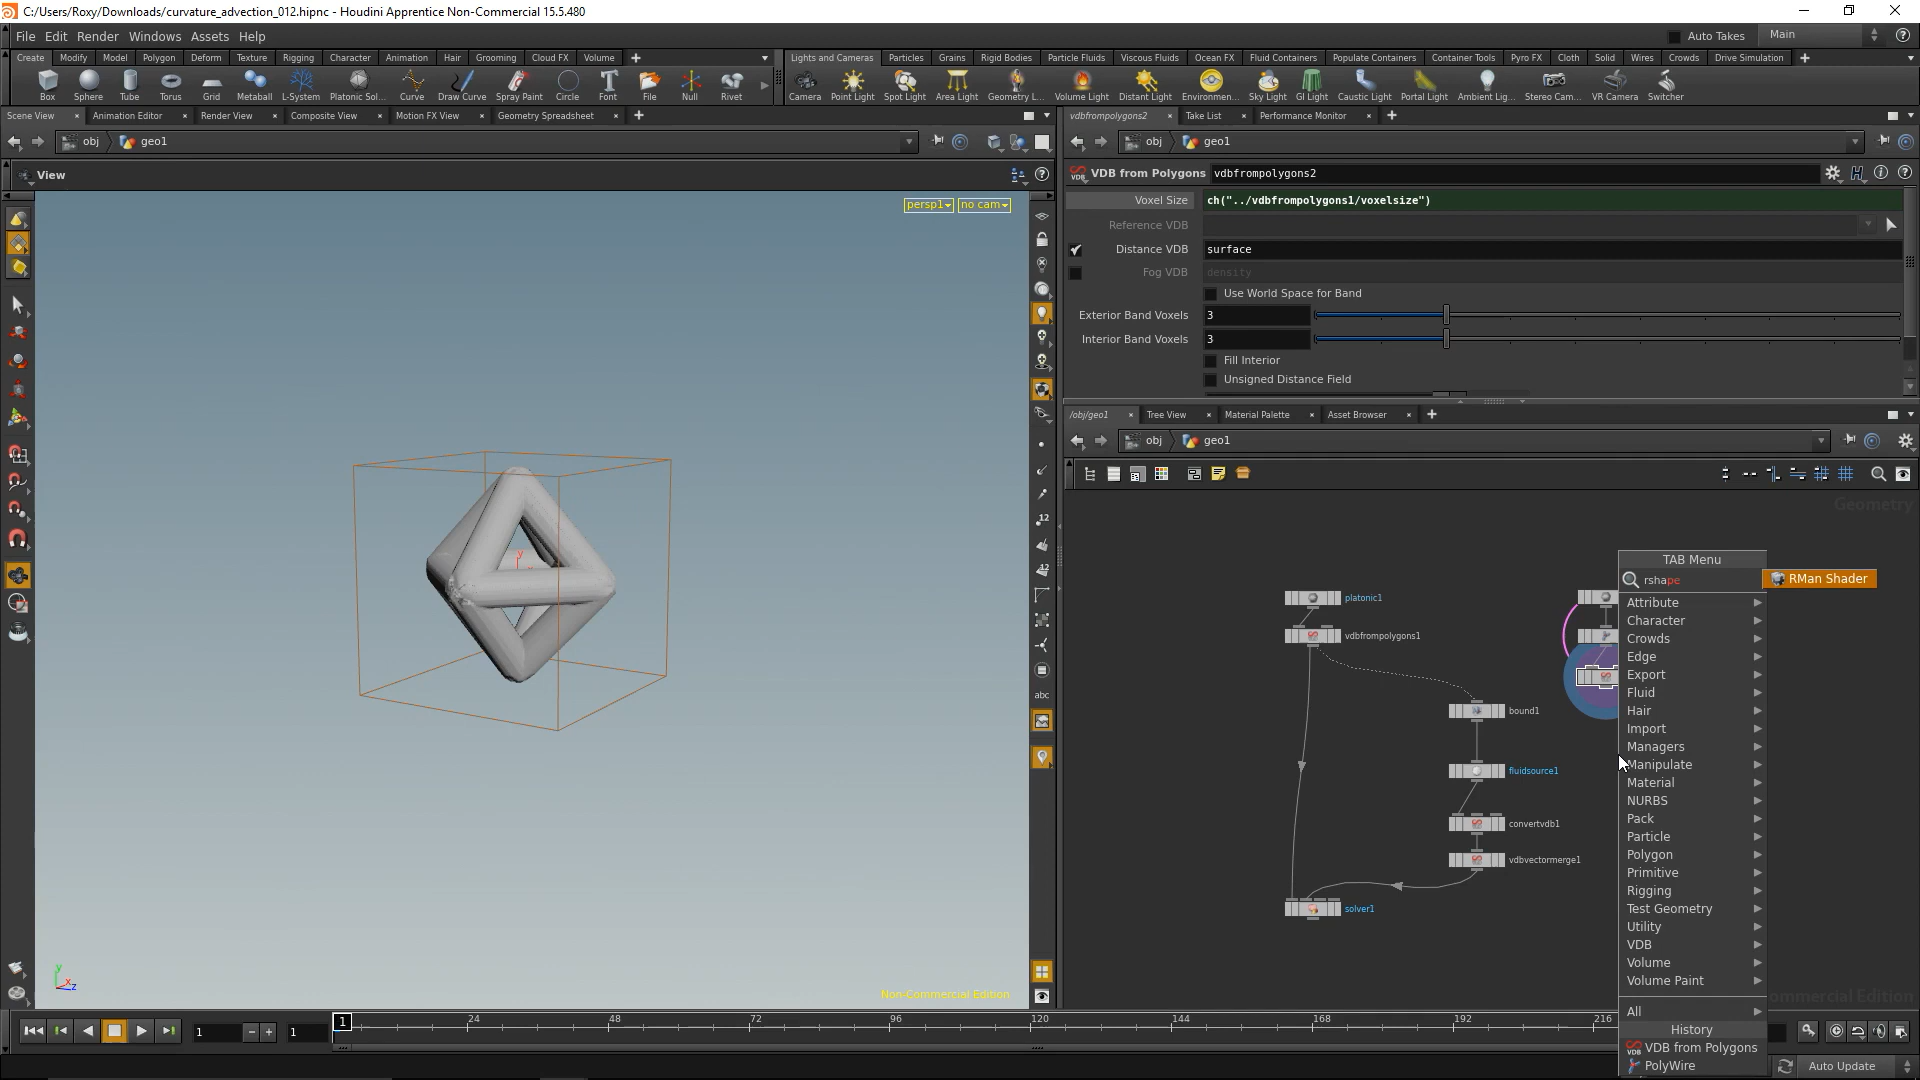 C:/Users/Roxy/Downloads/curvature_advection_012.hipnc - Houdini Apprentice Non-Commercial 15.5.480
File Edit Render Windows Assets Help
Auto Takes Main
Create Modify Model Polygon Deform Texture Rigging Character Animation Hair Grooming Cloud FX Volume
Lights and Cameras Particles Grains Rigid Bodies Particle Fluids Viscous Fluids Ocean FX Fluid Containers Populate Containers Container Tools Pyro FX Cloth Solid Wires Crowds Drive Simulation
Box Sphere Tube Torus Grid Metaball L-System Platonic Sol... Curve Draw Curve Spray Paint Circle Font File Null Rivet
Camera Point Light Spot Light Area Light Geometry L... Volume Light Distant Light Environmen... Sky Light GI Light Caustic Light Portal Light Ambient Lig... Stereo Cam... VR Camera Switcher
Scene View Animation Editor Render View Composite View Motion FX View Geometry Spreadsheet
vdbfrompolygons2 Take List Performance Monitor
obj geo1
obj geo1
View
VDB from Polygons vdbfrompolygons2
persp1 no cam
Voxel Size ch("../vdbfrompolygons1/voxelsize")
Reference VDB
Distance VDB surface
Fog VDB density
Use World Space for Band
Exterior Band Voxels 3
Interior Band Voxels 3
Fill Interior
Unsigned Distance Field
/obj/geo1 Tree View Material Palette Asset Browser
obj geo1
Geometry
platonic1
vdbfrompolygons1
bound1
fluidsource1
convertvdb1
vdbvectormerge1
solver1
TAB Menu
rshape RMan Shader
Attribute
Character
Crowds
Edge
Export
Fluid
Hair
Import
Managers
Manipulate
Material
NURBS
Pack
Particle
Polygon
Primitive
Rigging
Test Geometry
Utility
VDB
Volume
Volume Paint
All
History
VDB from Polygons
PolyWire
12
12
abc
y
y
x
z
Non-Commercial Edition
ommercial Edition
1 1 1 24 48 72 96 120 144 168 192 216
Auto Update